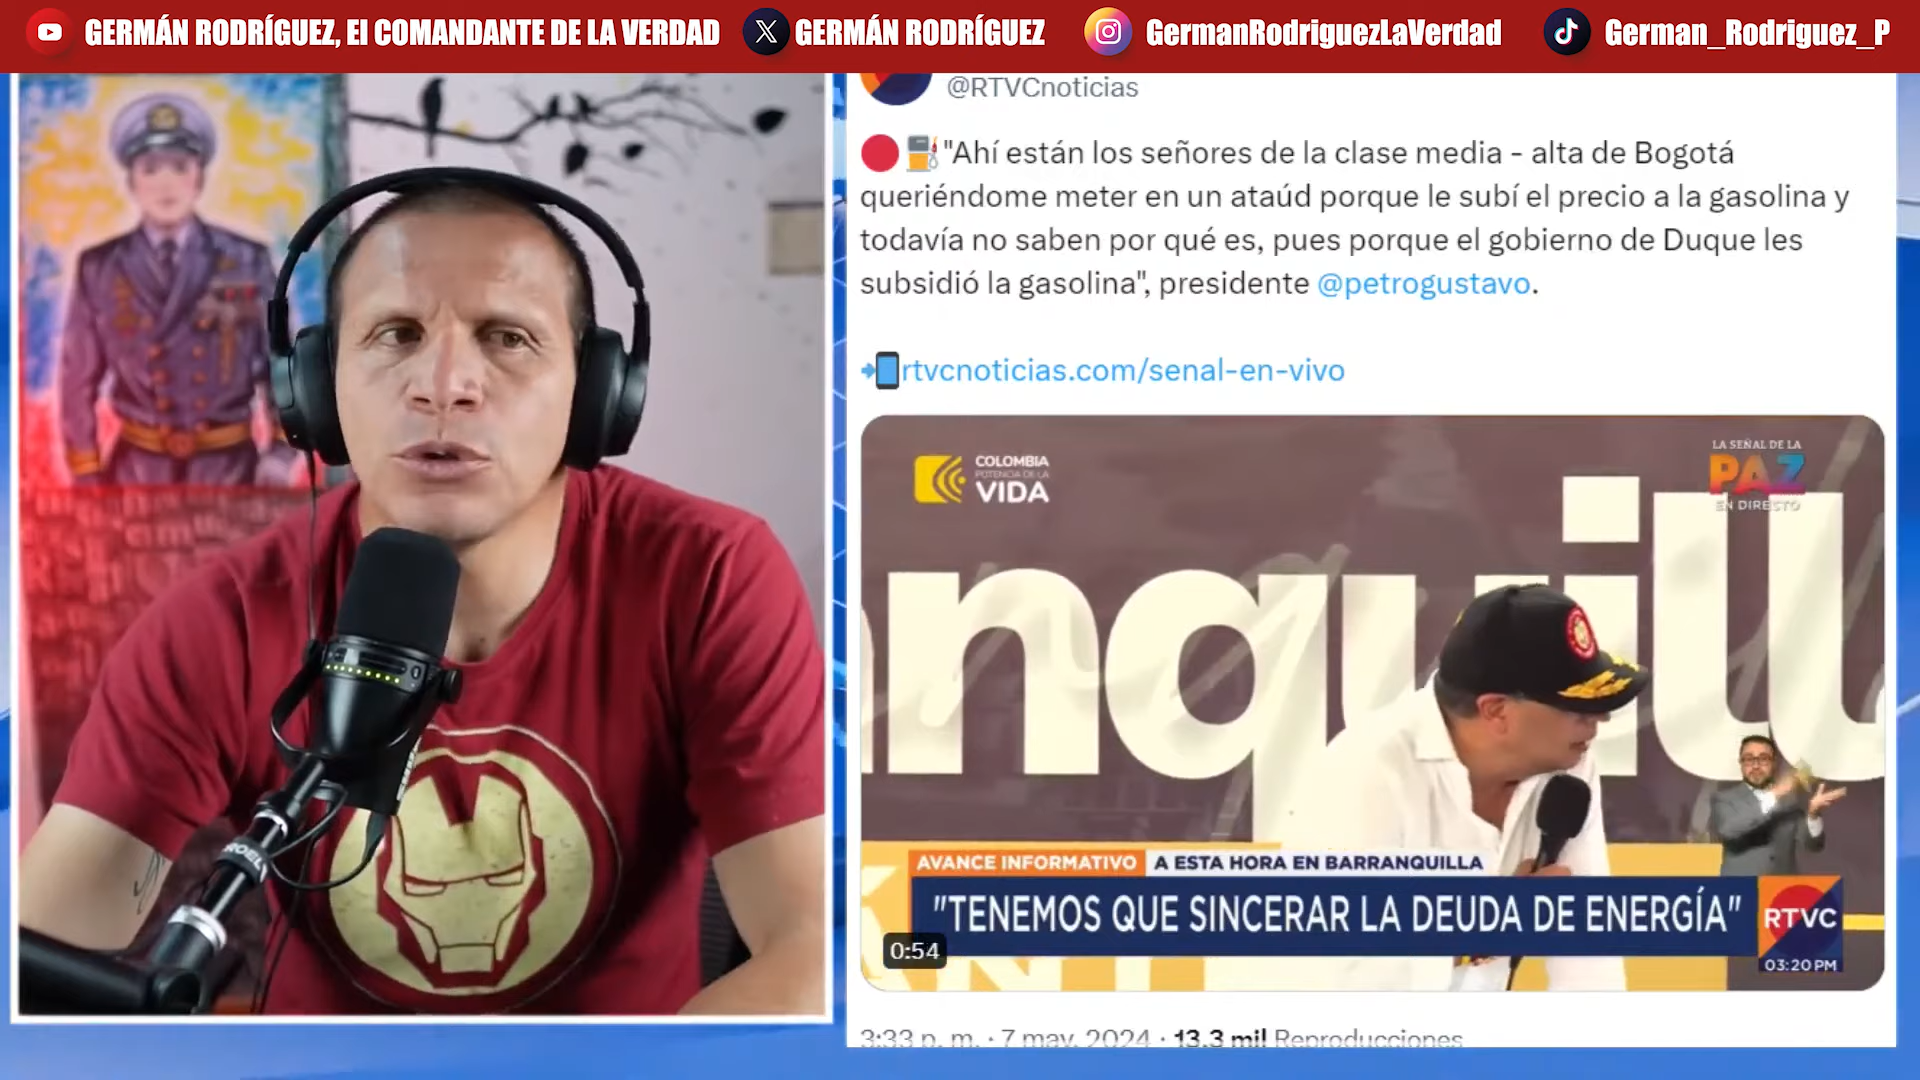 GERMÁN RODRÍGUEZ, El COMANDANTE DE LA VERDAD
GERMÁN RODRÍGUEZ
GermanRodriguezLaVerdad
German_Rodriguez_P
@RTVCnoticias
"Ahí están los señores de la clase media - alta de Bogotá
queriéndome meter en un ataúd porque le subí el precio a la gasolina y
todavía no saben por qué es, pues porque el gobierno de Duque les
subsidió la gasolina", presidente @petrogustavo.
rtvcnoticias.com/senal-en-vivo
COLOMBIA
POTENCIA DE LA
VIDA
LA SEÑAL DE LA
PAZ
EN DIRECTO
nquill
AVANCE INFORMATIVO A ESTA HORA EN BARRANQUILLA
"TENEMOS QUE SINCERAR LA DEUDA DE ENERGÍA"
RTVC
0:54
03:20 PM
3:33 p. m. · 7 may. 2024 · 13,3 mil Reproducciones